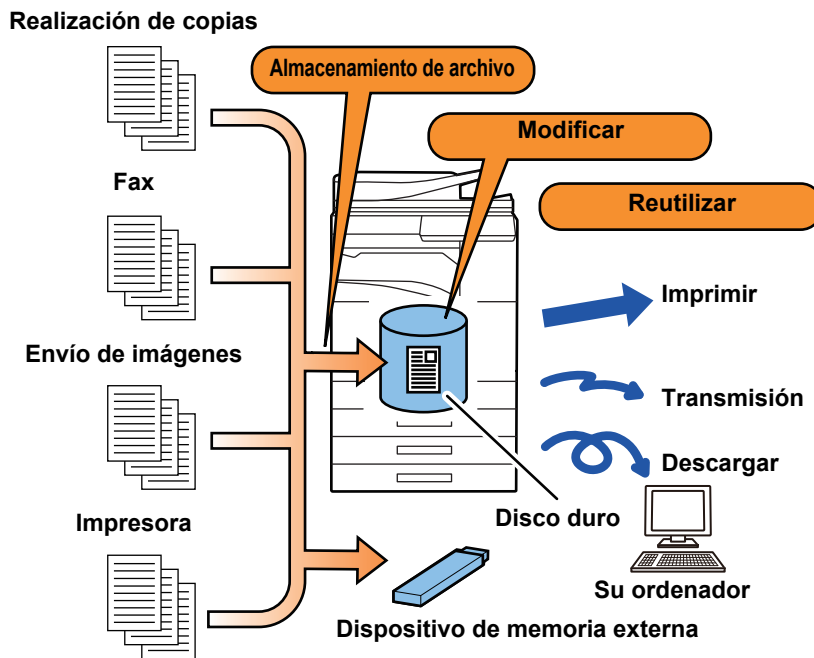 Realización de copias
Almacenamiento de archivo
Modificar
Fax
Reutilizar
Imprimir
Envío de imágenes
Transmisión
Descargar
Impresora
Disco duro
Su ordenador
Dispositivo de memoria externa